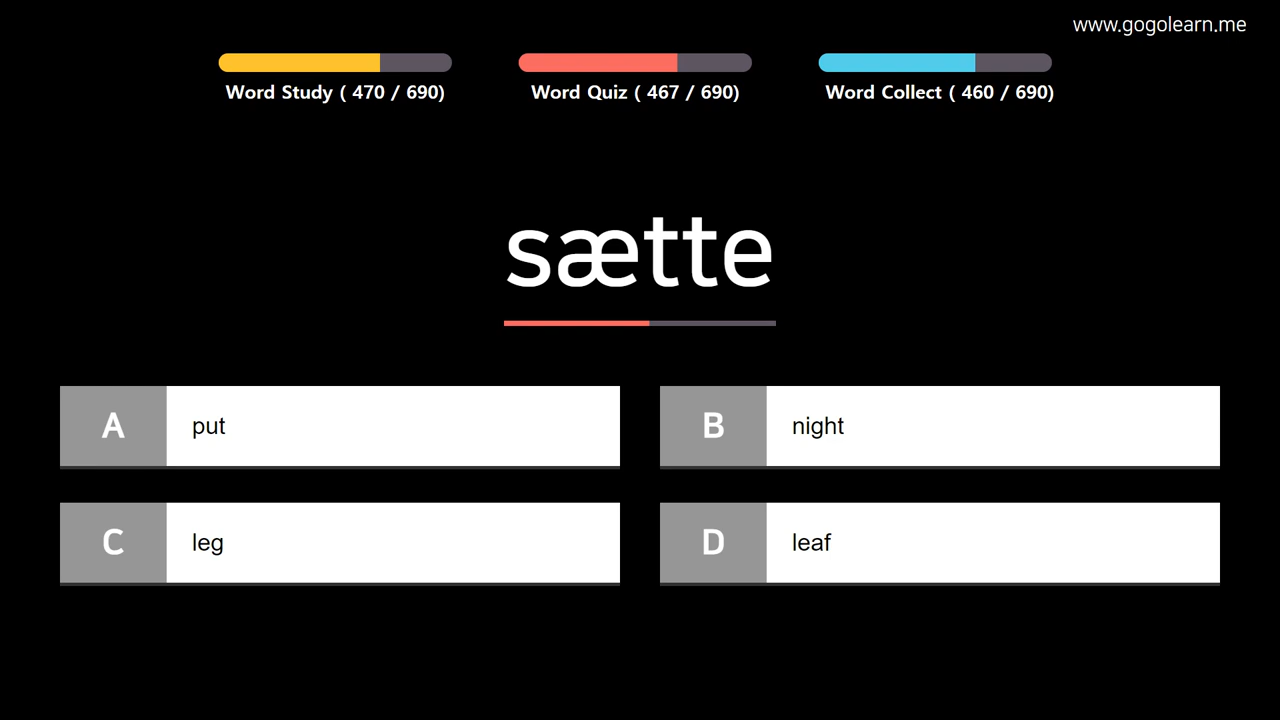 www.gogolearn.me
Word Study ( 470 / 690)
Word Quiz ( 467 / 690)
Word Collect ( 460 / 690)
sætte
A put
B night
C leg
D leaf